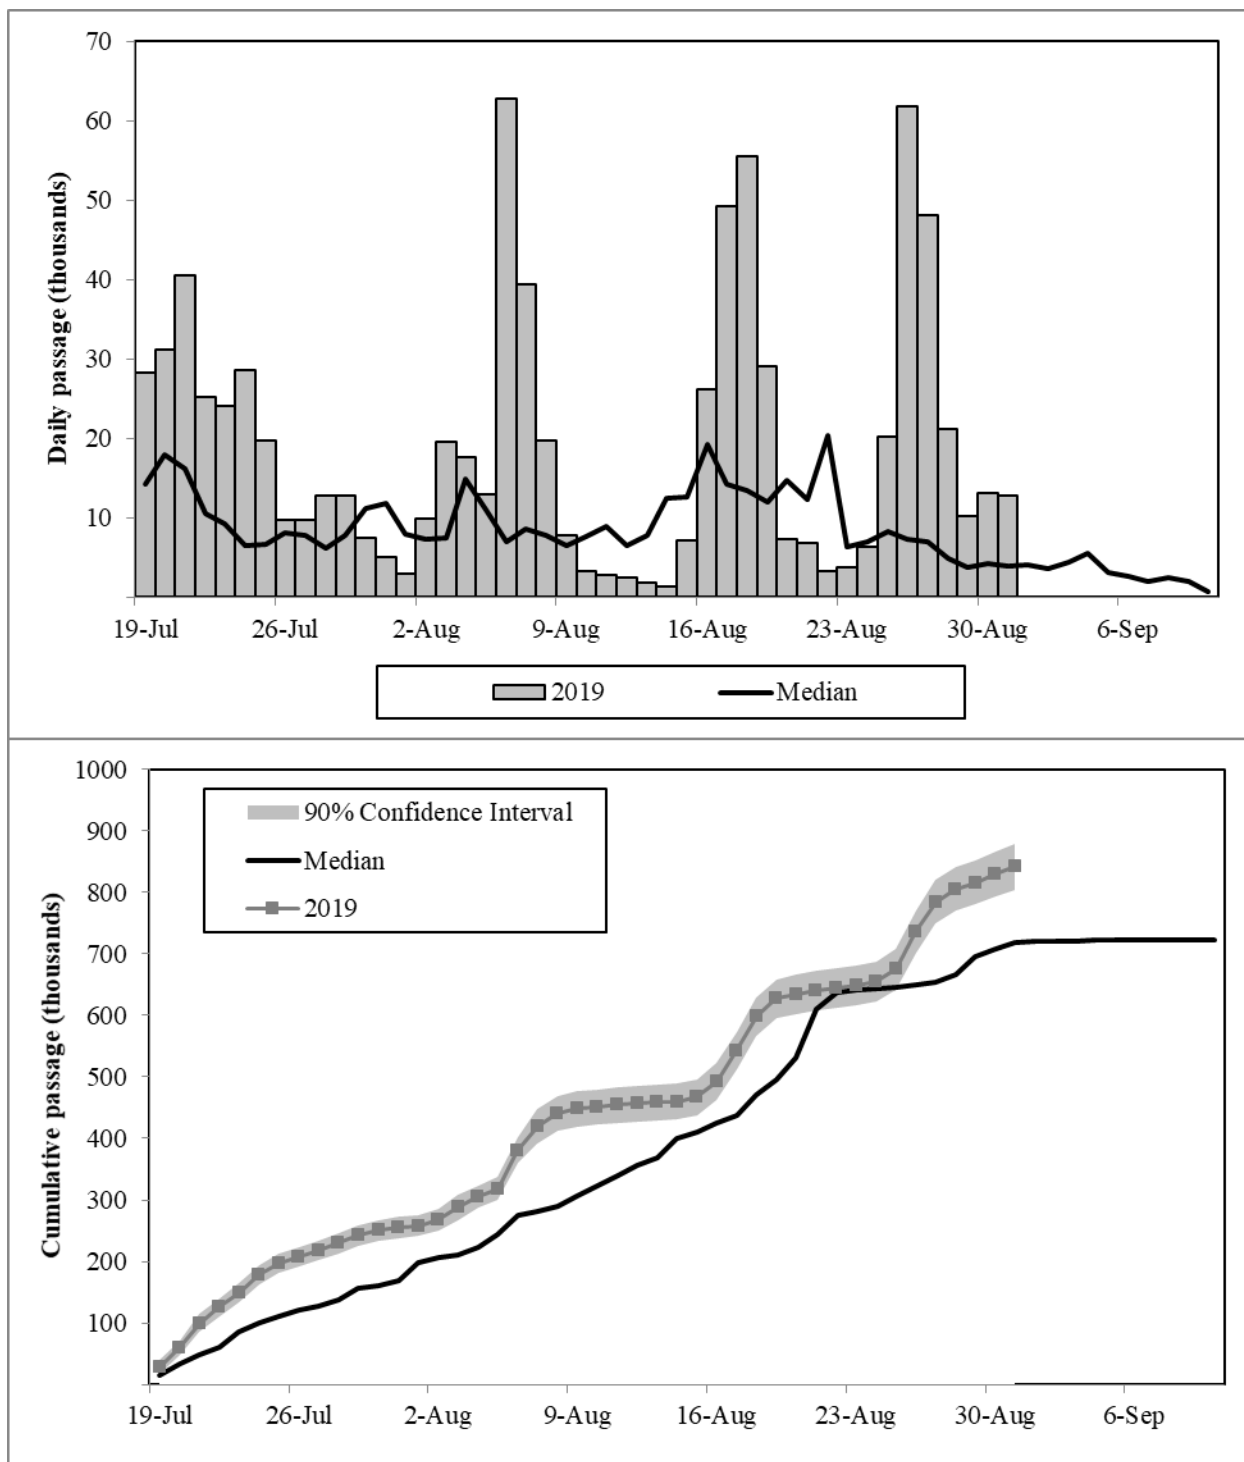 70
60
50
40
30
20
10
Daily passage (thousands)
19-Jul 26-Jul 2-Aug 9-Aug 16-Aug 23-Aug 30-Aug 6-Sep
2019 Median
1000
900
800
700
600
500
400
300
200
100
Cumulative passage (thousands)
90% Confidence Interval
Median
2019
19-Jul 26-Jul 2-Aug 9-Aug 16-Aug 23-Aug 30-Aug 6-Sep